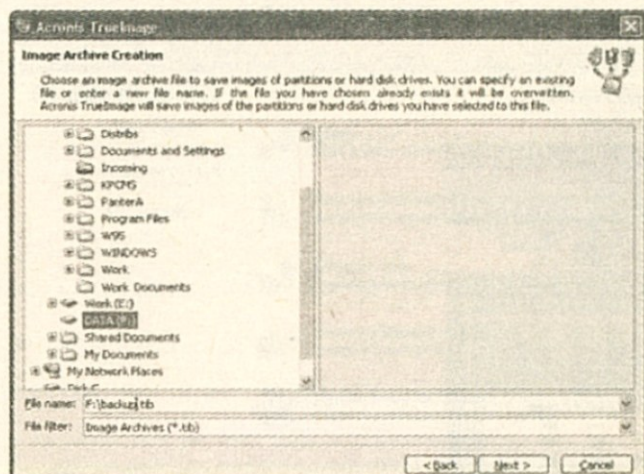 Acronis TrueImage
Image Archive Creation
Choose an image archive file to save images of partitions or hard disk drives. You can specify an existing
file or enter a new file name. If the file you have chosen already exists it will be overwritten.
Acronis TrueImage will save images of the partitions or hard disk drives you have selected to this file.
Distribs
Documents and Settings
Incoming
KPCMS
PanterA
Program Files
W95
WINDOWS
Work
Work Documents
Work (E:)
DATA (F:)
Shared Documents
My Documents
My Network Places
Disk C
File name: F:\backup.tib
File filter: Image Archives (*.tib)
< Back Next > Cancel